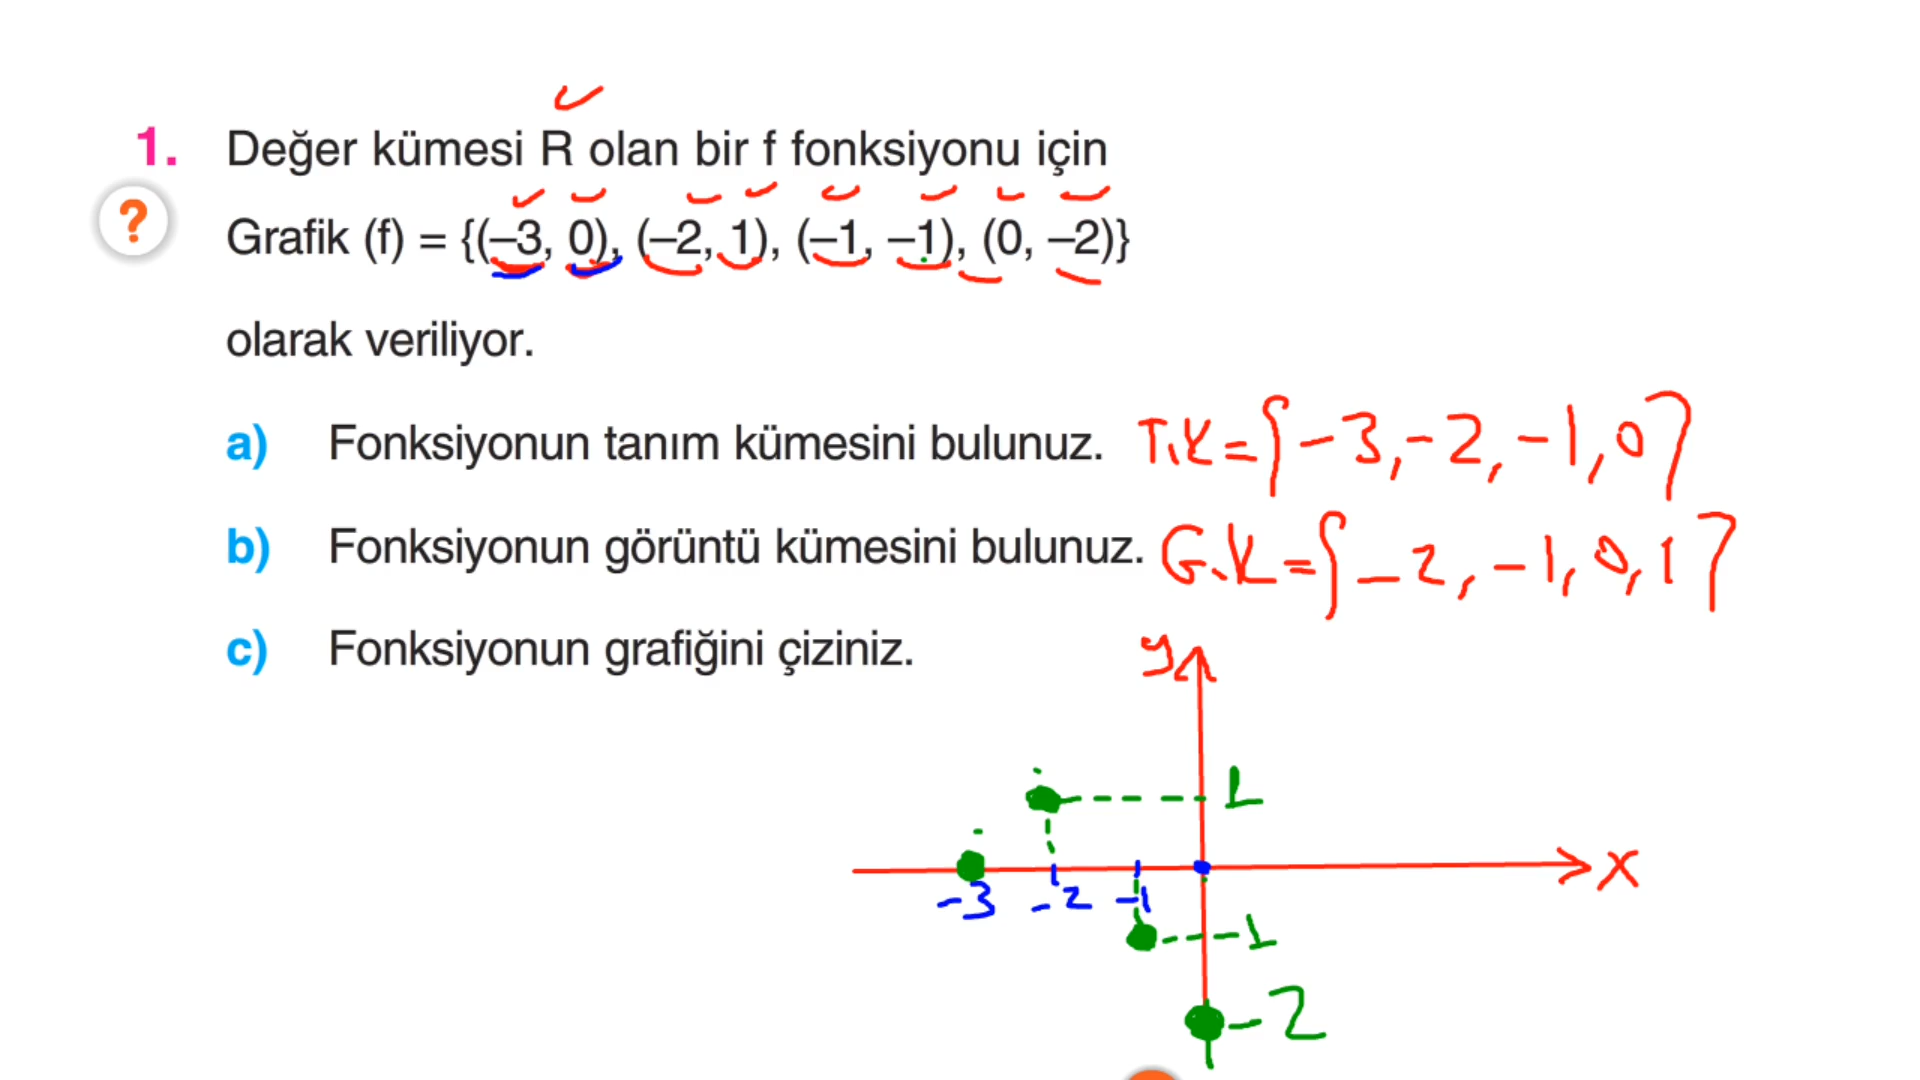 1. Değer kümesi R olan bir f fonksiyonu için
?
Grafik (f) = {(–3, 0), (–2, 1), (–1, –1), (0, –2)}
olarak veriliyor.
a) Fonksiyonun tanım kümesini bulunuz. T.K = { -3, -2, -1, 0 }
b) Fonksiyonun görüntü kümesini bulunuz. G.K = { -2, -1, 0, 1 }
c) Fonksiyonun grafiğini çiziniz.
y
1
x
-3 -2 -1
-1
-2